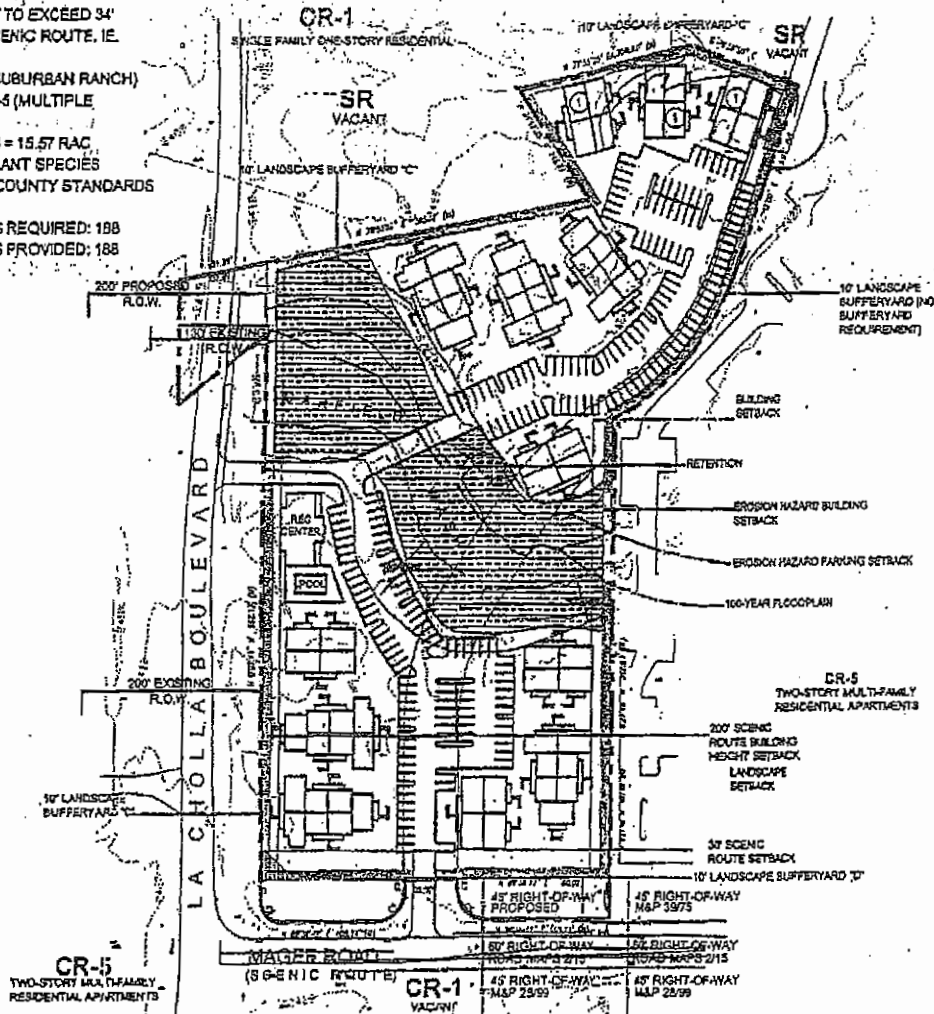 TO EXCEED 34'
ENIC ROUTE, IE.
SUBURBAN RANCH)
-5 (MULTIPLE
= 15.57 RAC
ANT SPECIES
COUNTY STANDARDS
S REQUIRED: 188
S PROVIDED: 188
CR-1
SINGLE FAMILY ONE-STORY RESIDENTIAL
10' LANDSCAPE BUFFERYARD "C"
SR
VACANT
SR
VACANT
10' LANDSCAPE BUFFERYARD "C"
200' PROPOSED
R.O.W.
130' EXISTING
R.O.W.
10' LANDSCAPE
BUFFERYARD (NO
BUFFERYARD
REQUIREMENT)
BUILDING
SETBACK
RETENTION
EROSION HAZARD BUILDING
SETBACK
EROSION HAZARD PARKING SETBACK
100-YEAR FLOODPLAIN
REC
CENTER
POOL
LA CHOLLA BOULEVARD
200' EXISTING
R.O.W.
CR-5
TWO-STORY MULTI-FAMILY
RESIDENTIAL APARTMENTS
200' SCENIC
ROUTE BUILDING
HEIGHT SETBACK
LANDSCAPE
SETBACK
10' LANDSCAPE
BUFFERYARD "C"
30' SCENIC
ROUTE SETBACK
10' LANDSCAPE BUFFERYARD "D"
45' RIGHT-OF-WAY
PROPOSED
45' RIGHT-OF-WAY
M&P 39/75
MAGEE ROAD
(SCENIC ROUTE)
RIGHT-OF-WAY
ROAD MAPS 2/15
RIGHT-OF-WAY
ROAD MAPS 2/15
CR-5
TWO-STORY MULTI-FAMILY
RESIDENTIAL APARTMENTS
CR-1
VACANT
45' RIGHT-OF-WAY
M&P 28/99
45' RIGHT-OF-WAY
M&P 28/99